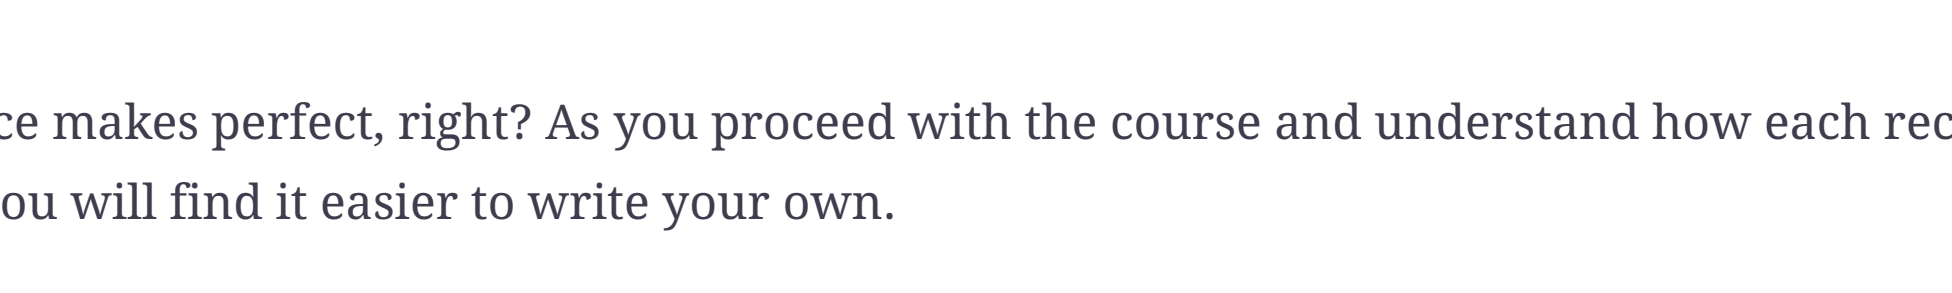 ce makes perfect, right? As you proceed with the course and understand how each rec
ou will find it easier to write your own.